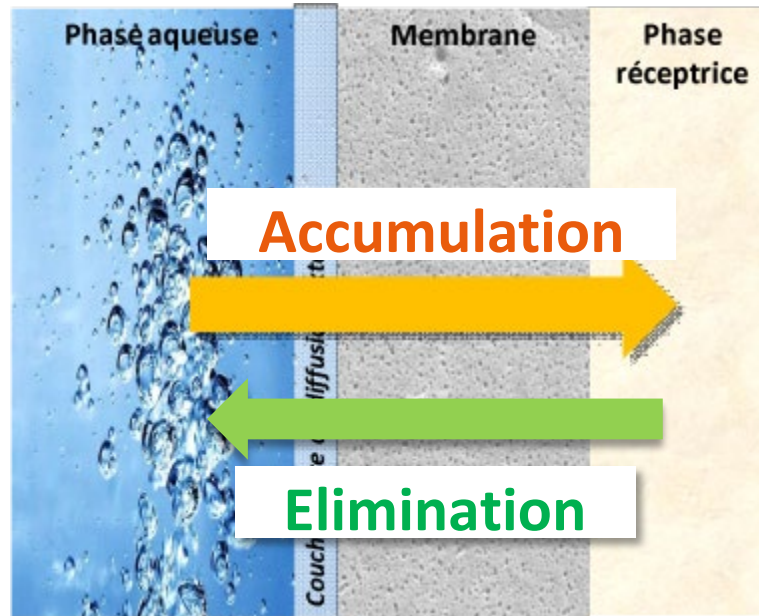 Phase aqueuse
Membrane
Phase
réceptrice
Accumulation
Elimination